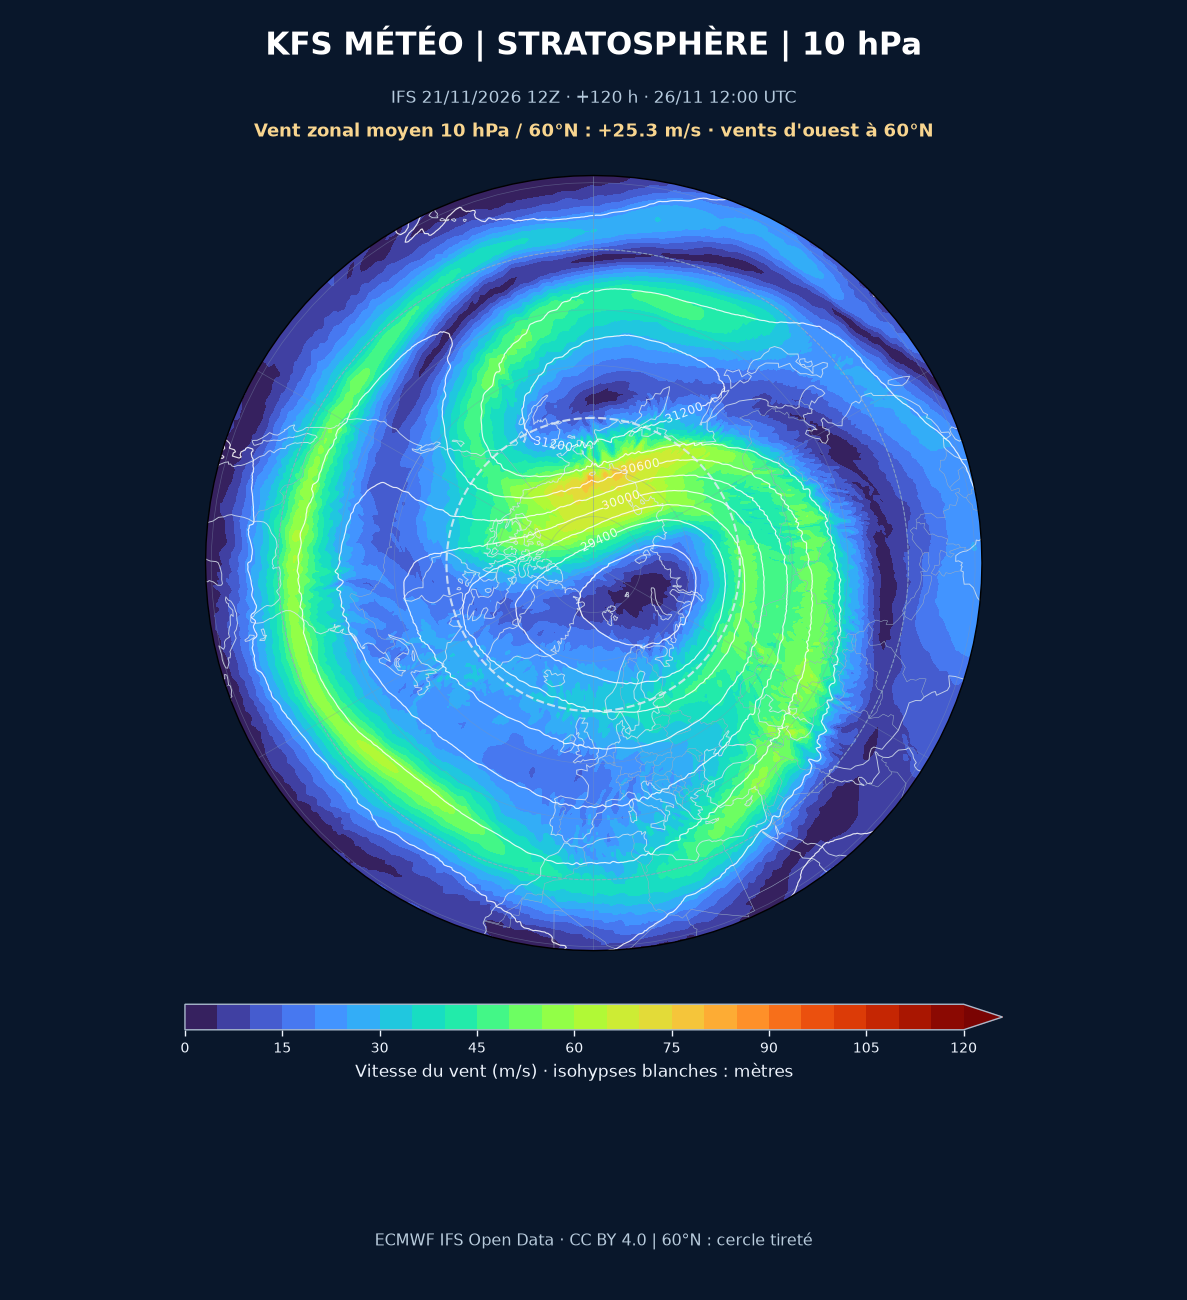 KFS MÉTÉO | STRATOSPHÈRE | 10 hPa
IFS 21/11/2026 12Z · +120 h · 26/11 12:00 UTC
Vent zonal moyen 10 hPa / 60°N : +25.3 m/s · vents d'ouest à 60°N
31200
31200
30600
30000
29400
0 15 30 45 60 75 90 105 120
Vitesse du vent (m/s) · isohypses blanches : mètres
ECMWF IFS Open Data · CC BY 4.0 | 60°N : cercle tireté